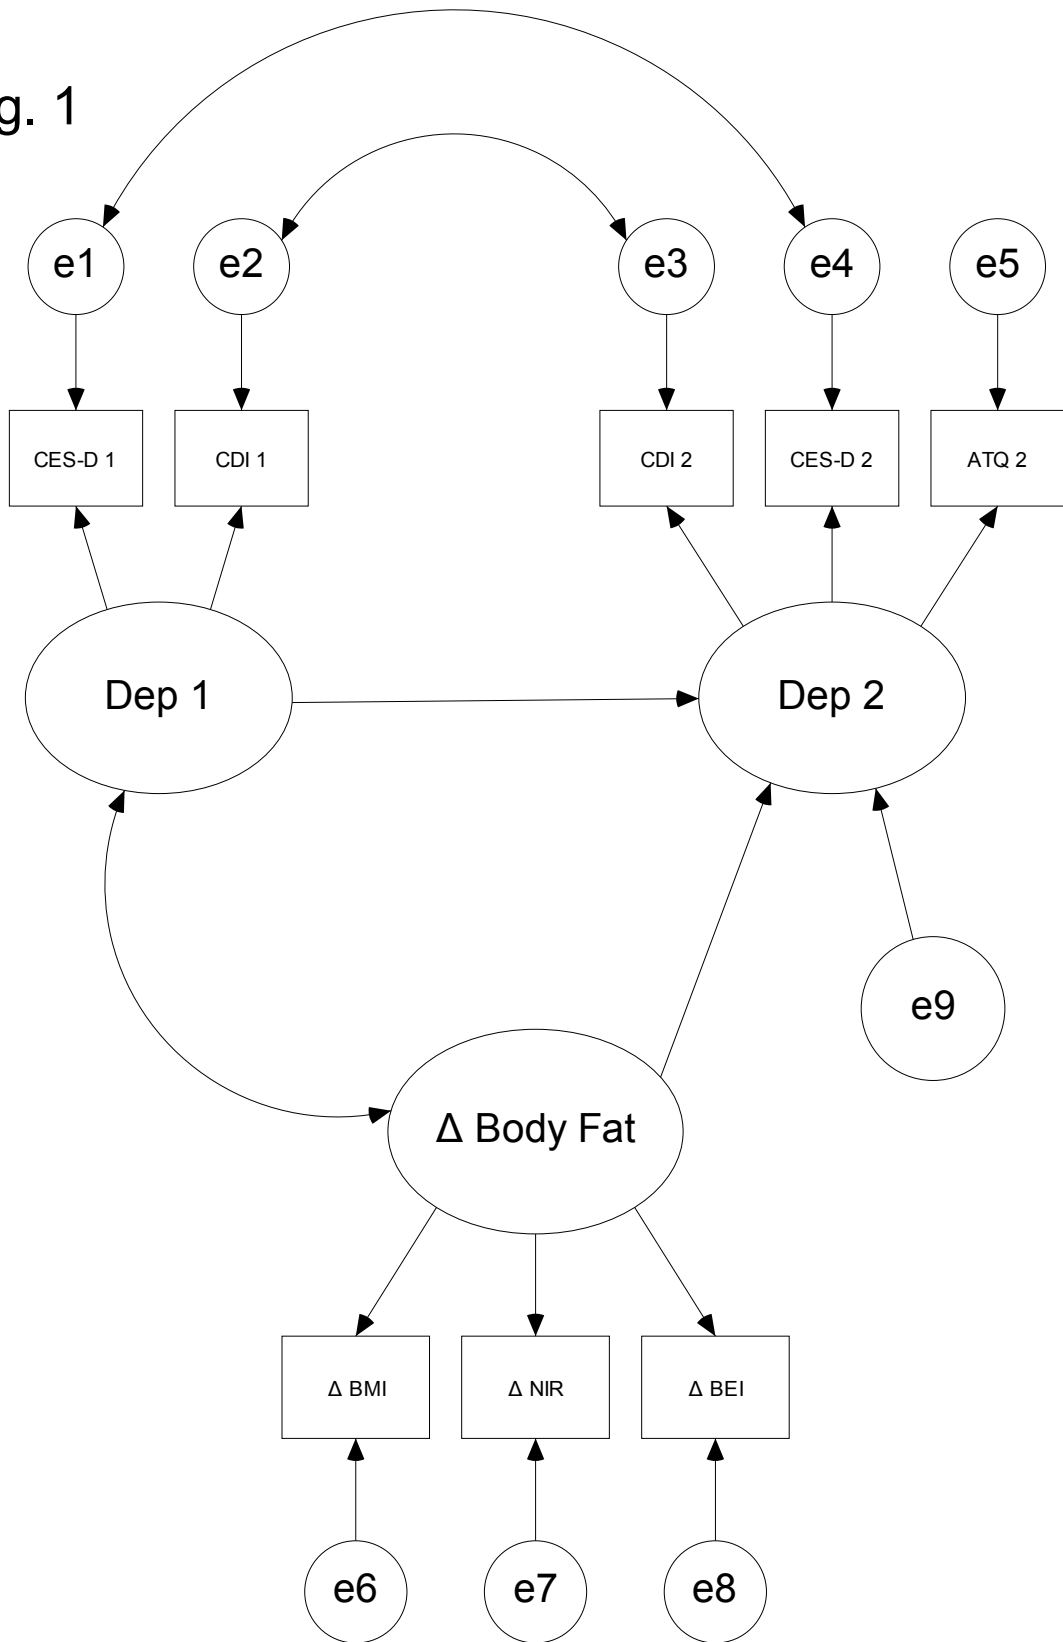 g. 1
e1 e2 e3 e4 e5
CES-D 1 CDI 1 CDI 2 CES-D 2 ATQ 2
Dep 1 Dep 2
e9
Δ Body Fat
Δ BMI Δ NIR Δ BEI
e6 e7 e8